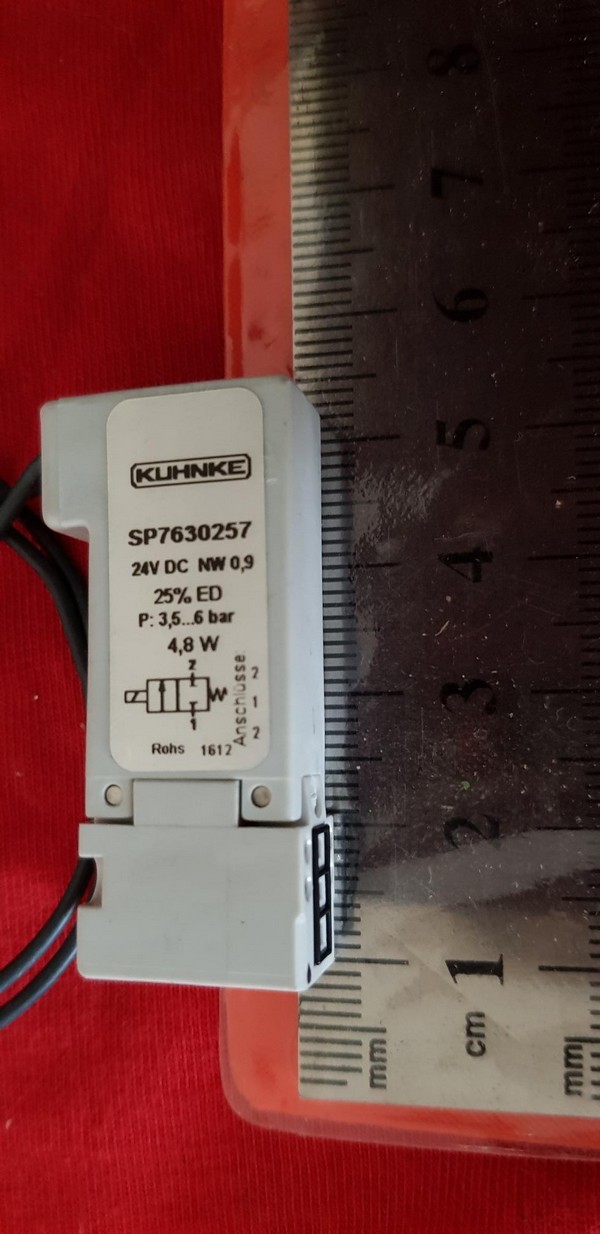 KUHNKE
SP7630257
24V DC NW 0,9
25% ED
P: 3,5...6 bar
4,8 W
2
1
Anschlüsse:
2
1
2
Rohs 1612
8
7
6
5
4
3
2
1
cm
mm
mm